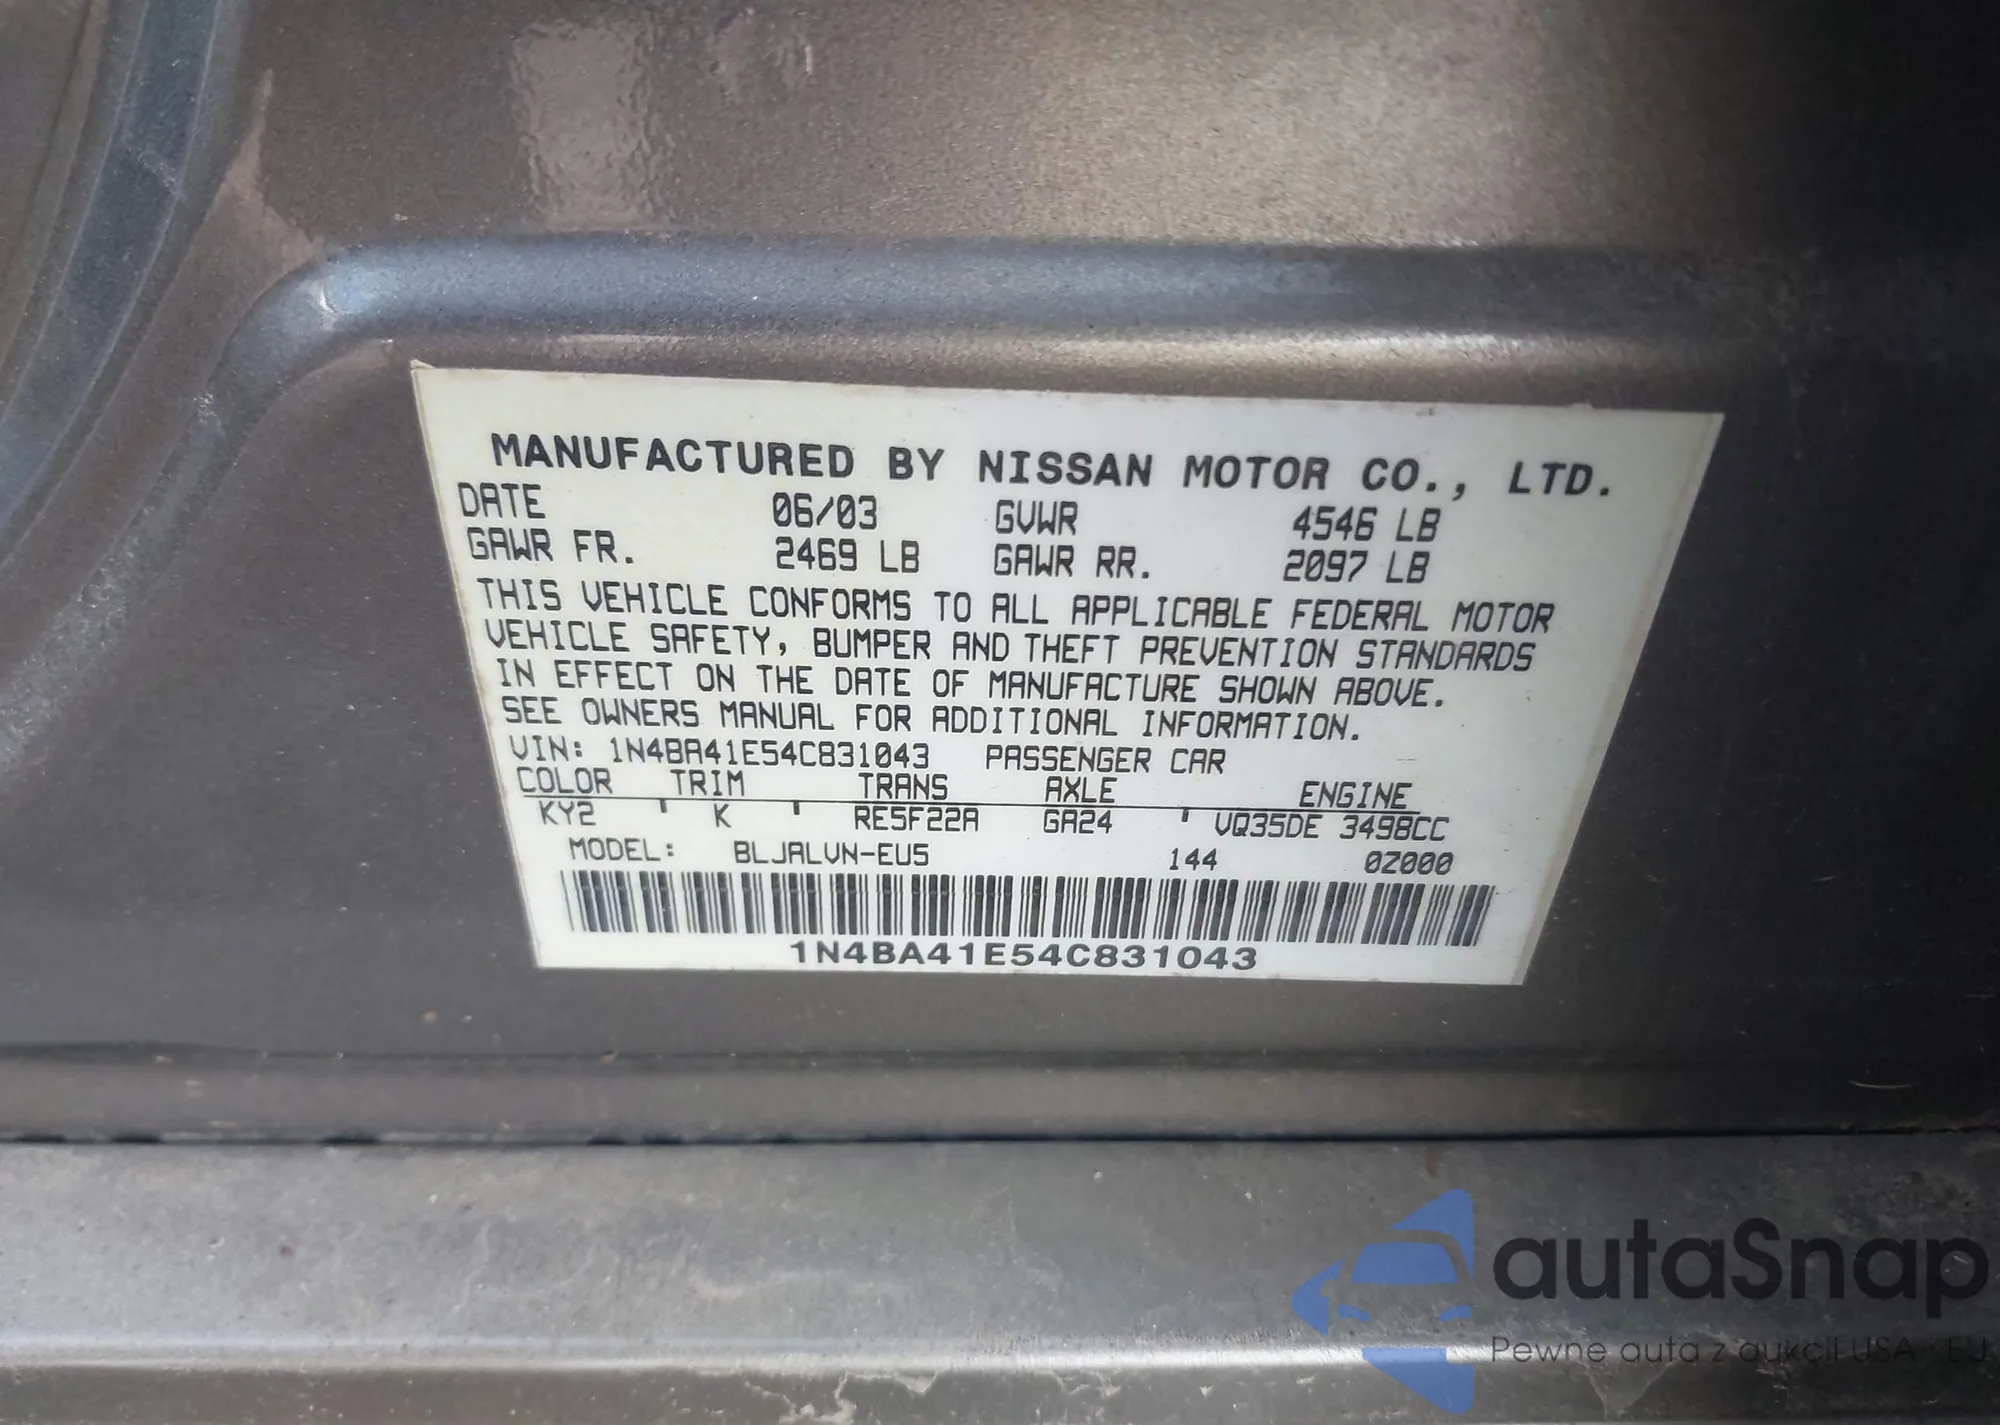 MANUFACTURED BY NISSAN MOTOR CO., LTD.
DATE 06/03 GVWR 4546 LB
GAWR FR. 2469 LB GAWR RR. 2097 LB
THIS VEHICLE CONFORMS TO ALL APPLICABLE FEDERAL MOTOR
VEHICLE SAFETY, BUMPER AND THEFT PREVENTION STANDARDS
IN EFFECT ON THE DATE OF MANUFACTURE SHOWN ABOVE.
SEE OWNERS MANUAL FOR ADDITIONAL INFORMATION.
VIN: 1N4BA41E54C831043 PASSENGER CAR
COLOR TRIM TRANS AXLE ENGINE
KY2 ' K ' RE5F22A GA24 ' VQ35DE 3498CC
MODEL: BLJALVN-EU5 144 0Z000
1N4BA41E54C831043
autaSnap
Pewne auta z aukcji USA i EU